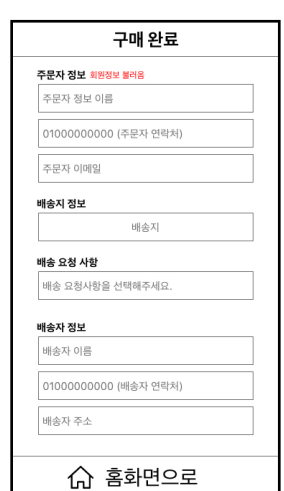 구매 완료
주문자 정보 회원정보 불러옴
주문자 정보 이름
01000000000 (주문자 연락처)
주문자 이메일
배송지 정보
배송지
배송 요청 사항
배송 요청사항을 선택해주세요.
배송자 정보
배송자 이름
01000000000 (배송자 연락처)
배송자 주소
홈화면으로